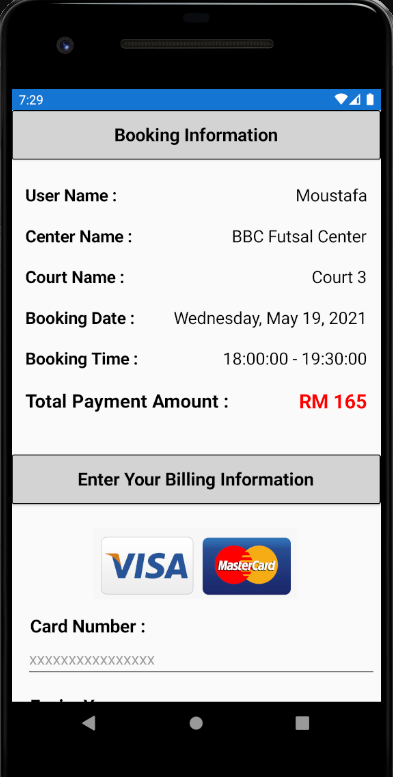 7:29
Booking Information
User Name : Moustafa
Center Name : BBC Futsal Center
Court Name : Court 3
Booking Date : Wednesday, May 19, 2021
Booking Time : 18:00:00 - 19:30:00
Total Payment Amount : RM 165
Enter Your Billing Information
VISA MasterCard
Card Number :
xxxxxxxxxxxxxxxx